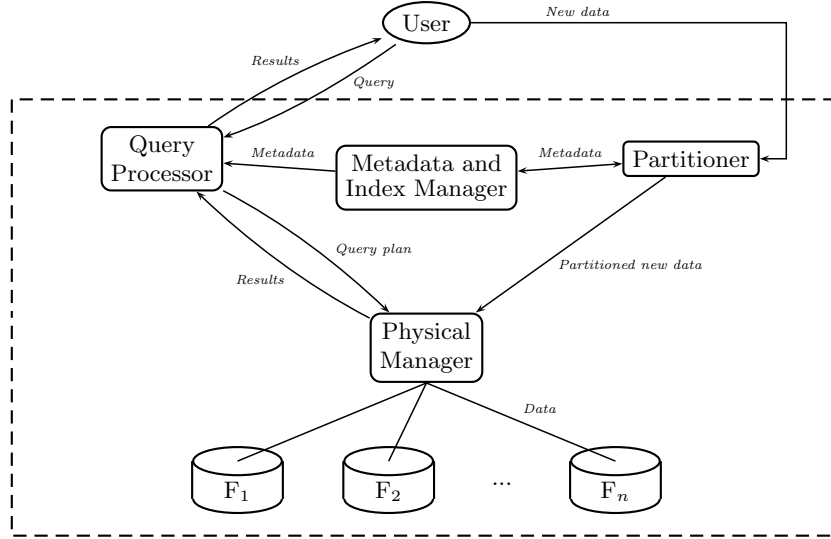 New data
User
Results
Query
Query
Processor
Metadata
Metadata and
Index Manager
Metadata
Partitioner
Query plan
Results
Partitioned new data
Physical
Manager
Data
F1
F2
...
Fn